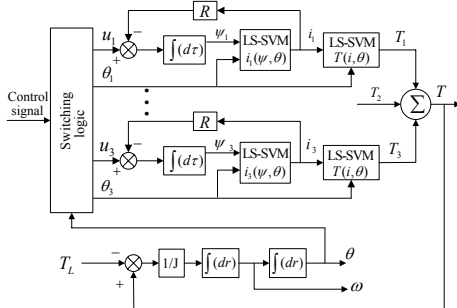 R
u₁ − + ∫(dτ) ψ₁ LS-SVM i₁(ψ,θ) i₁ LS-SVM T(i,θ) T₁
θ₁
Control signal
Switching logic
T₂ ∑ T
R
u₃ − + ∫(dτ) ψ₃ LS-SVM i₃(ψ,θ) i₃ LS-SVM T(i,θ) T₃
θ₃
T_L − + 1/J ∫(dr) ∫(dr) θ
ω